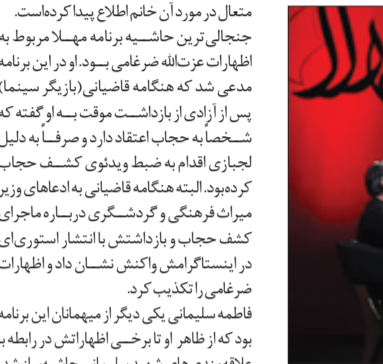 متعال در مورد آن خانم اطلاع پیدا کرده‌است.
جنجالی‌ترین حاشیه برنامه مهلا مربوط به
اظهارات عزت‌الله ضرغامی بود. او در این برنامه
مدعی شد که هنگامه قاضیانی (بازیگر سینما)
پس از آزادی از بازداشت موقت به او گفته که
شخصاً به حجاب اعتقاد دارد و صرفاً به دلیل
لجبازی اقدام به ضبط ویدئوی کشف حجاب
کرده‌بود. البته هنگامه قاضیانی به ادعاهای وزیر
میراث فرهنگی و گردشگری درباره ماجرای
کشف حجاب و بازداشتش با انتشار استوری‌ای
در اینستاگرامش واکنش نشان داد و اظهارات
ضرغامی را تکذیب کرد.
فاطمه سلیمانی یکی دیگر از میهمانان این برنامه
بود که از ظاهر او تا برخی اظهاراتش در رابطه با